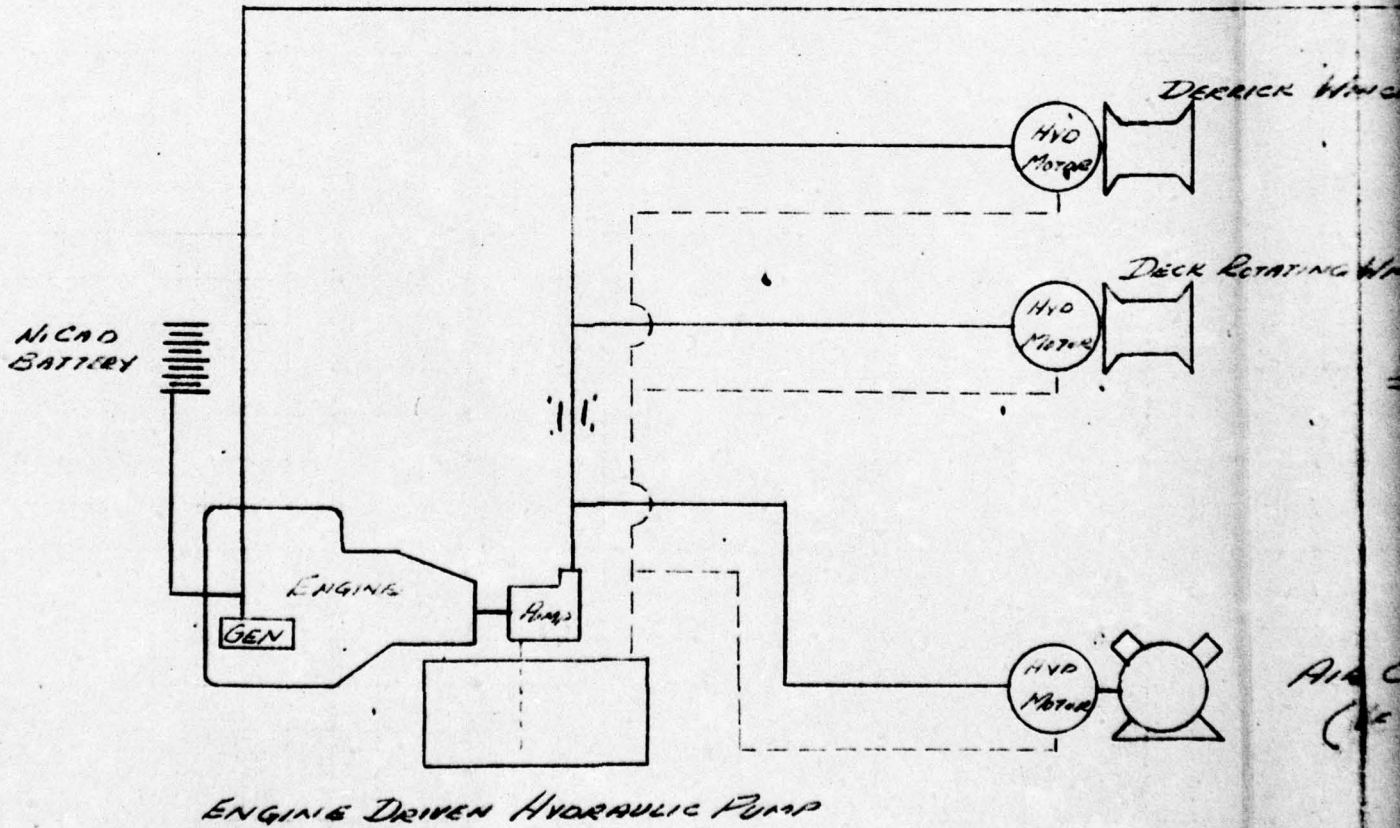 DERRICK
HYD
MOTOR
DECK ROTATING
HYD
MOTOR
NICAD
BATTERY
ENGINE
PUMP
GEN
HYD
MOTOR
AIR
ENGINE DRIVEN HYDRAULIC PUMP